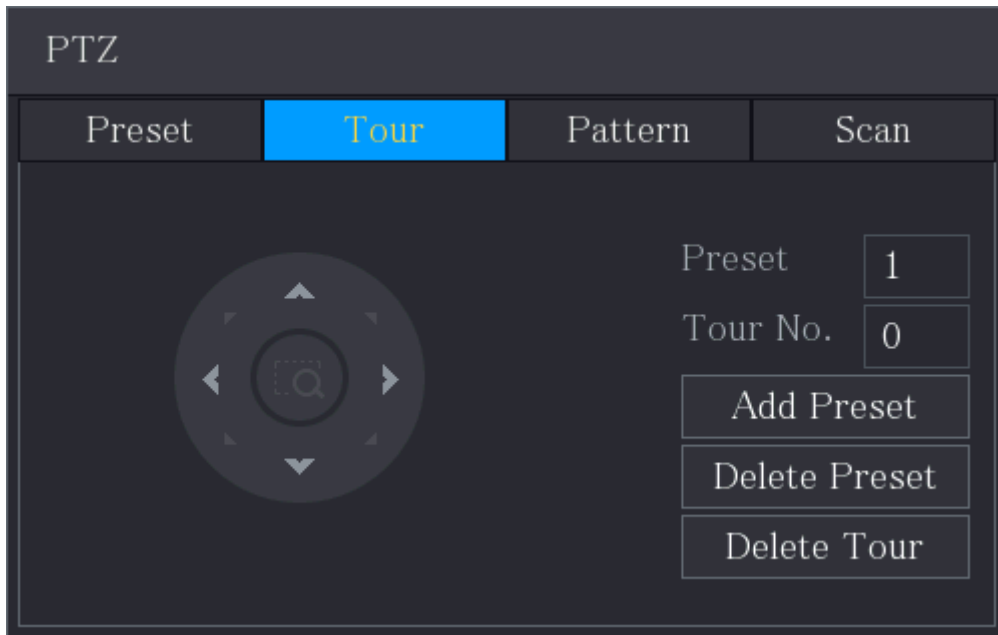 PTZ
Preset Tour Pattern Scan
Preset 1
Tour No. 0
Add Preset
Delete Preset
Delete Tour